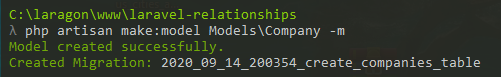 C:\laragon\www\laravel-relationships
λ php artisan make:model Models\Company -m
Model created successfully.
Created Migration: 2020_09_14_200354_create_companies_table